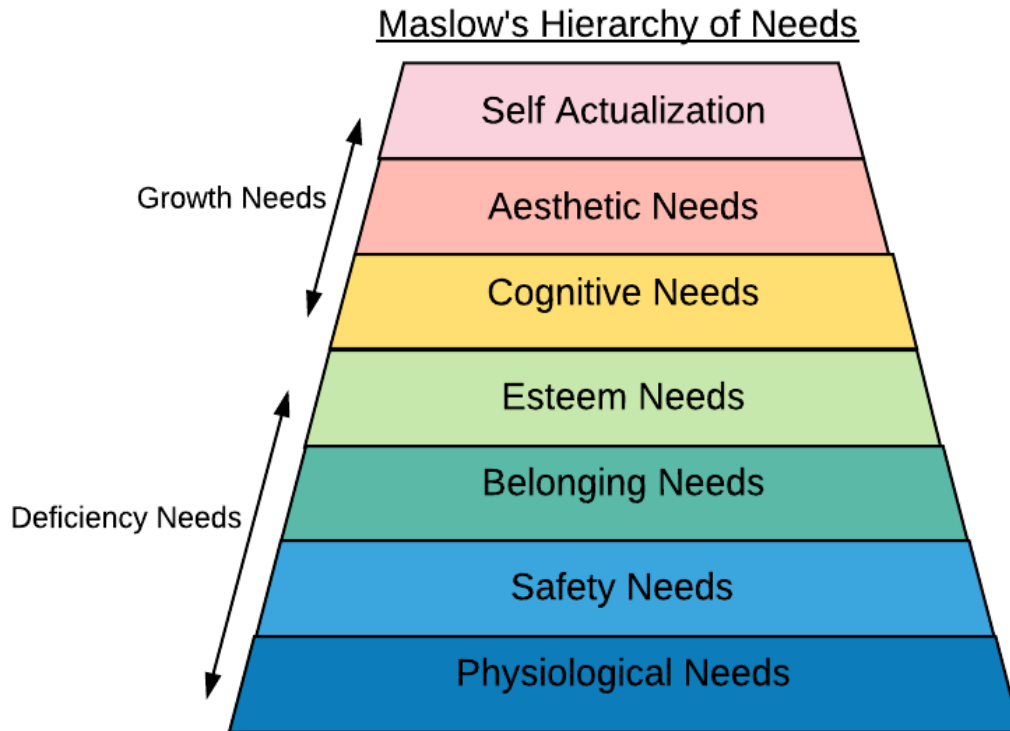 Maslow's Hierarchy of Needs
Self Actualization
Growth Needs
Aesthetic Needs
Cognitive Needs
Esteem Needs
Belonging Needs
Deficiency Needs
Safety Needs
Physiological Needs